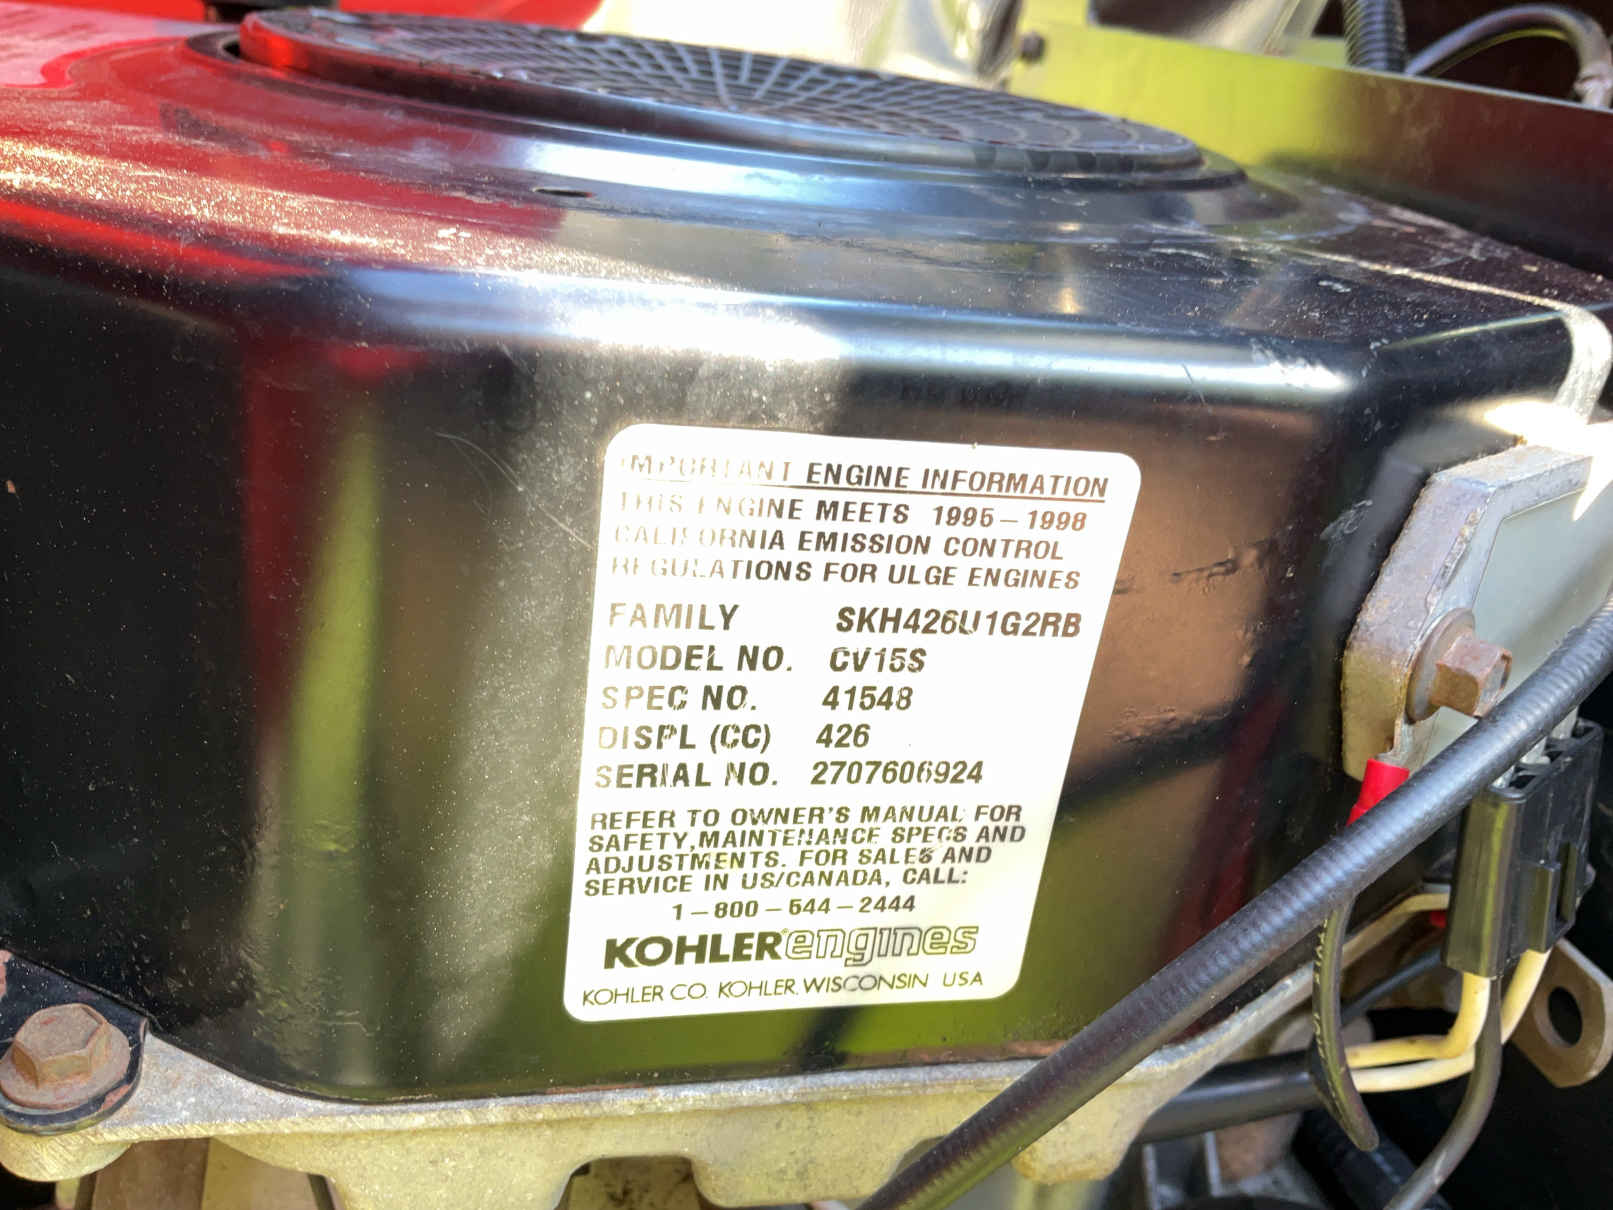 IMPORTANT ENGINE INFORMATION
THIS ENGINE MEETS 1995-1998
CALIFORNIA EMISSION CONTROL
REGULATIONS FOR ULGE ENGINES
FAMILY SKH426U1G2RB
MODEL NO. CV15S
SPEC NO. 41548
DISPL (CC) 426
SERIAL NO. 2707606924
REFER TO OWNER'S MANUAL FOR
SAFETY, MAINTENANCE SPECS AND
ADJUSTMENTS. FOR SALES AND
SERVICE IN US/CANADA, CALL:
1-800-544-2444
KOHLER engines
KOHLER CO. KOHLER, WISCONSIN USA